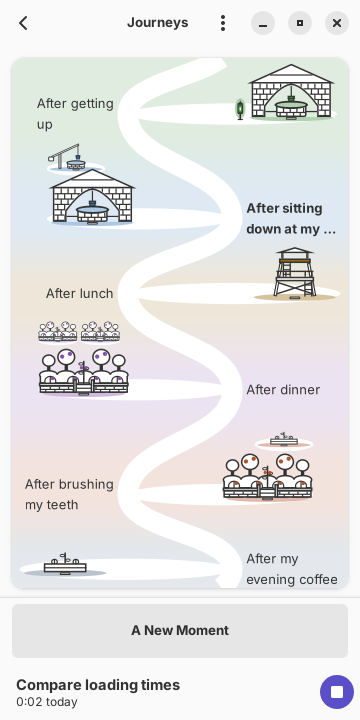 Journeys
After getting
up
After sitting
down at my ...
After lunch
After dinner
After brushing
my teeth
After my
evening coffee
A New Moment
Compare loading times
0:02 today